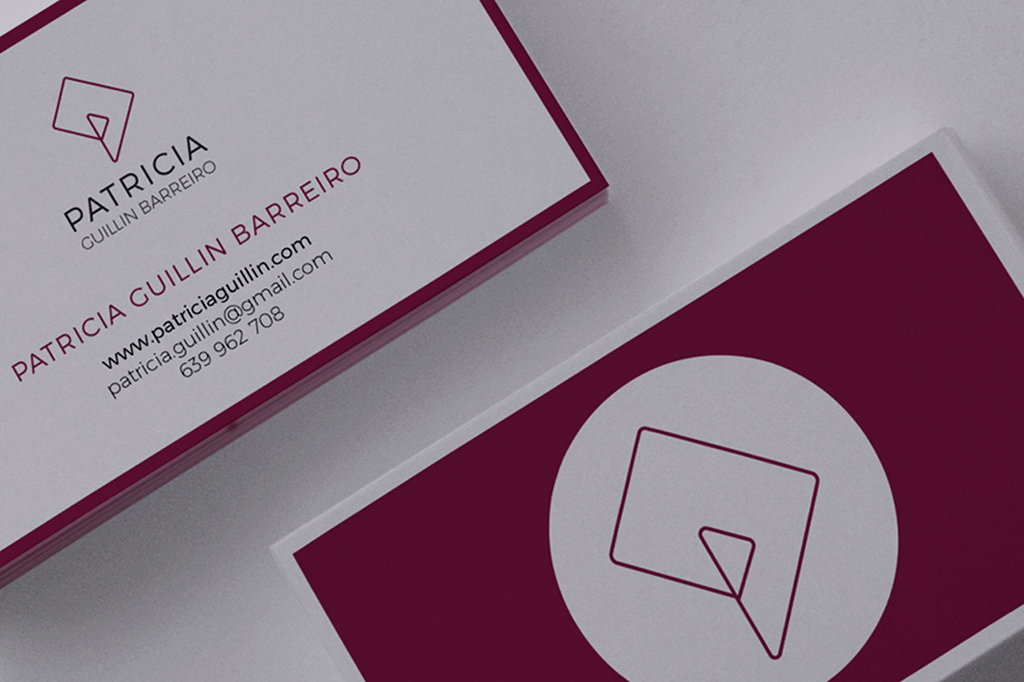 PATRICIA
GUILLIN BARREIRO
PATRICIA GUILLIN BARREIRO
www.patriciaguillin.com
patricia.guillin@gmail.com
639 962 708